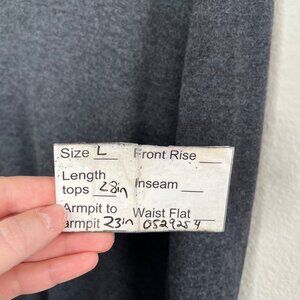 Size L Front Rise
Length
tops 28in Inseam
Armpit to Waist Flat
armpit 23in 0529254